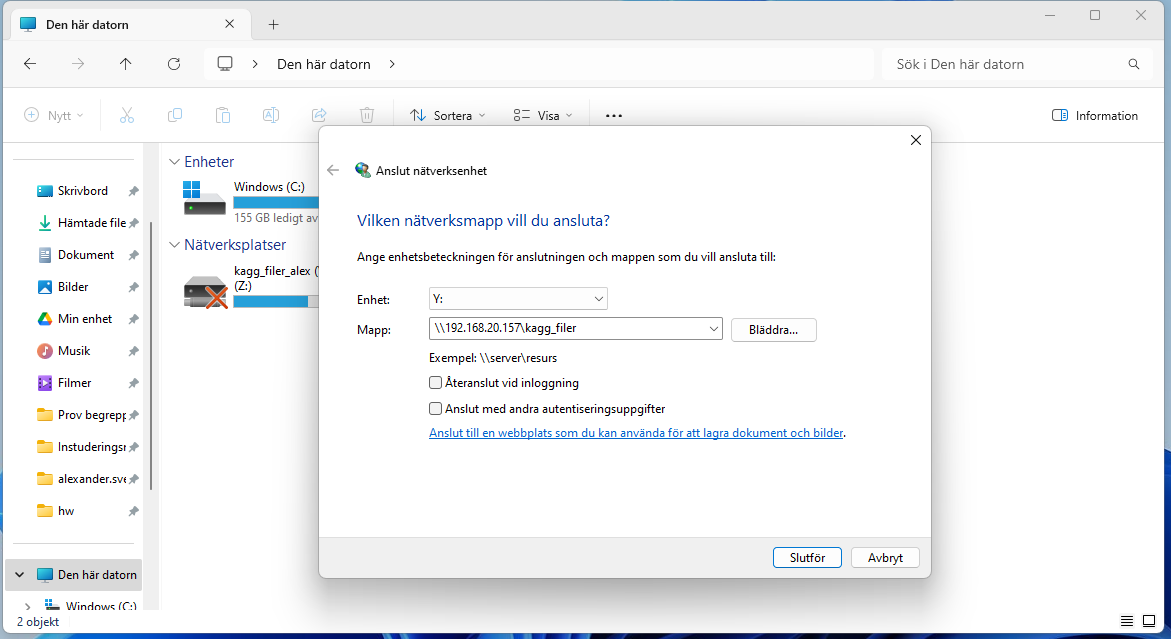 Den här datorn
Den här datorn
Sök i Den här datorn
Nytt
Sortera
Visa
Information
Skrivbord
Hämtade file
Dokument
Bilder
Min enhet
Musik
Filmer
Prov begrepp
Instuderingsr
alexander.sve
hw
Den här datorn
Windows (C:)
2 objekt
Enheter
Windows (C:)
155 GB ledigt av
Nätverksplatser
kagg_filer_alex (
(Z:)
Anslut nätverksenhet
Vilken nätverksmapp vill du ansluta?
Ange enhetsbeteckningen för anslutningen och mappen som du vill ansluta till:
Enhet:
Y:
Mapp:
\\192.168.20.157\kagg_filer
Bläddra...
Exempel: \\server\resurs
Återanslut vid inloggning
Anslut med andra autentiseringsuppgifter
Anslut till en webbplats som du kan använda för att lagra dokument och bilder.
Slutför
Avbryt